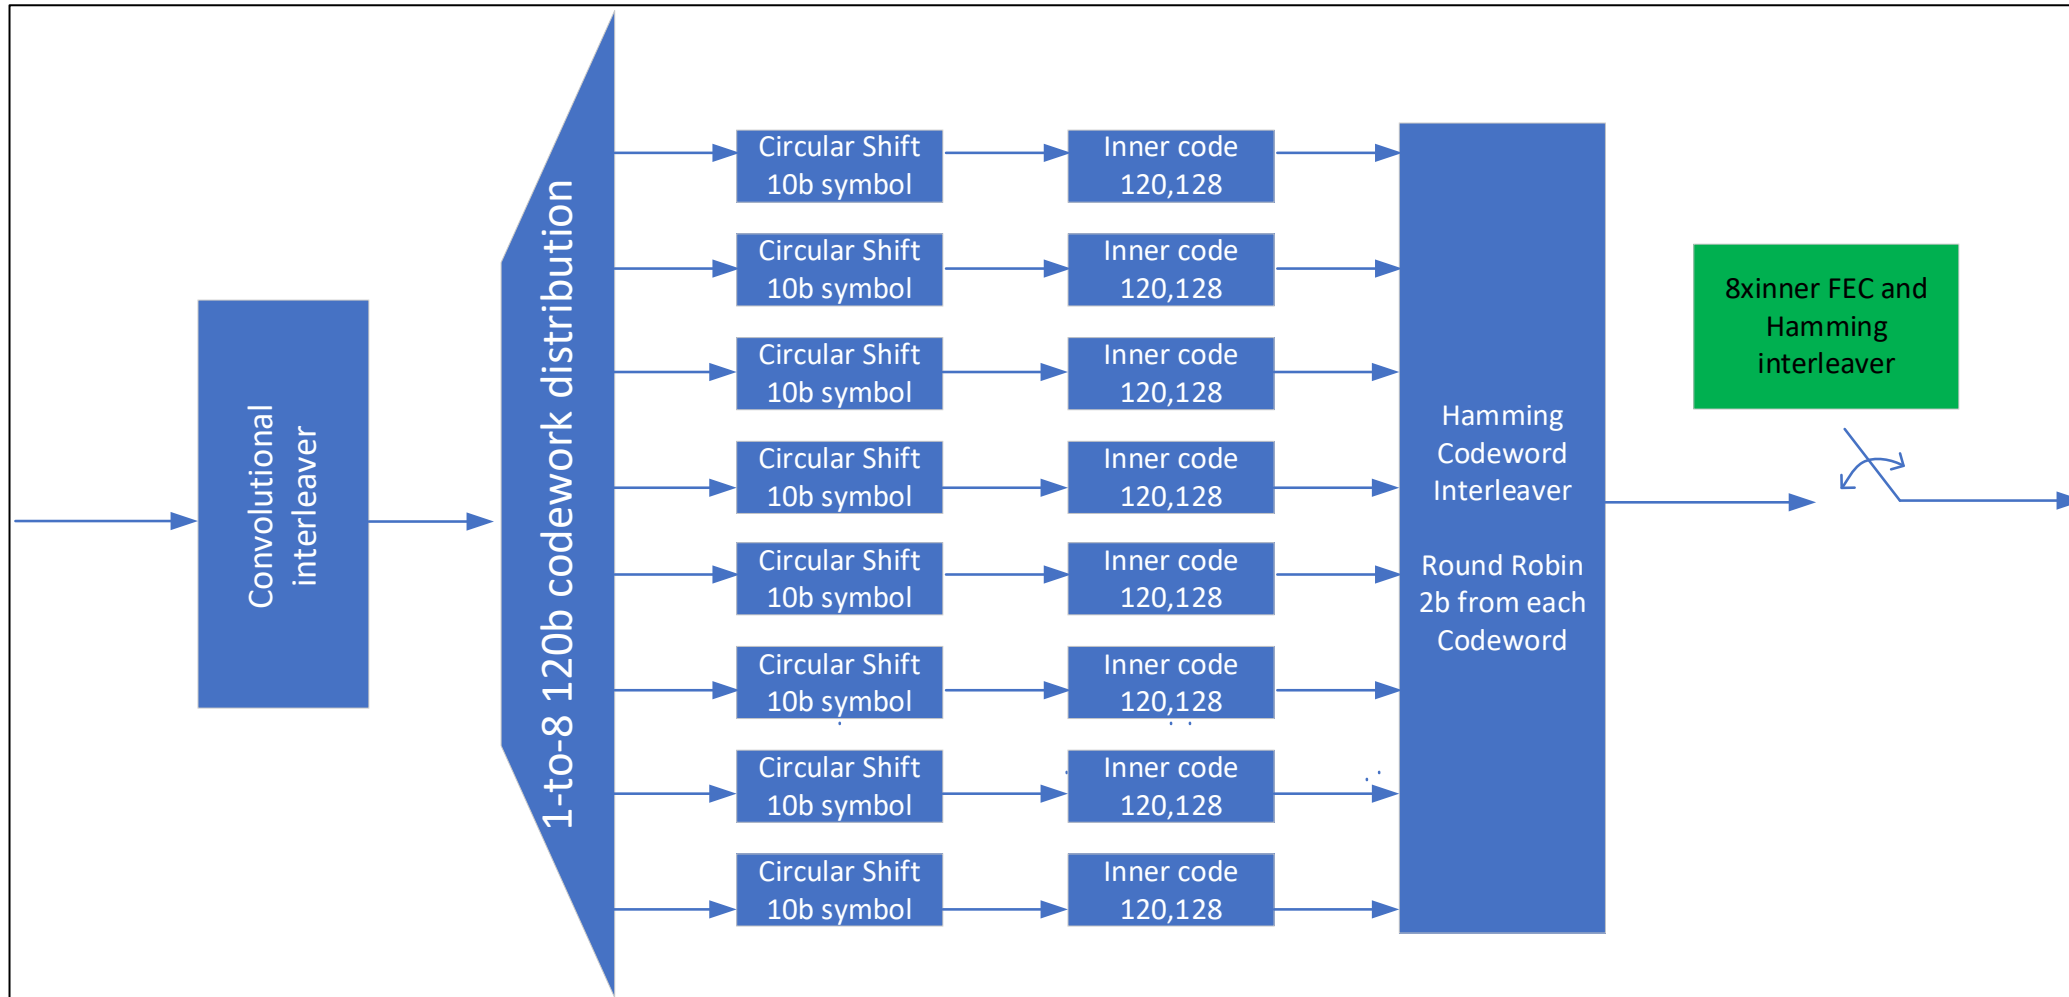 Convolutional
interleaver
1-to-8 120b codework distribution
Circular Shift
10b symbol
Inner code
120,128
Circular Shift
10b symbol
Inner code
120,128
Circular Shift
10b symbol
Inner code
120,128
Circular Shift
10b symbol
Inner code
120,128
Circular Shift
10b symbol
Inner code
120,128
Circular Shift
10b symbol
Inner code
120,128
Circular Shift
10b symbol
Inner code
120,128
Circular Shift
10b symbol
Inner code
120,128
Hamming
Codeword
Interleaver
Round Robin
2b from each
Codeword
8xinner FEC and
Hamming
interleaver